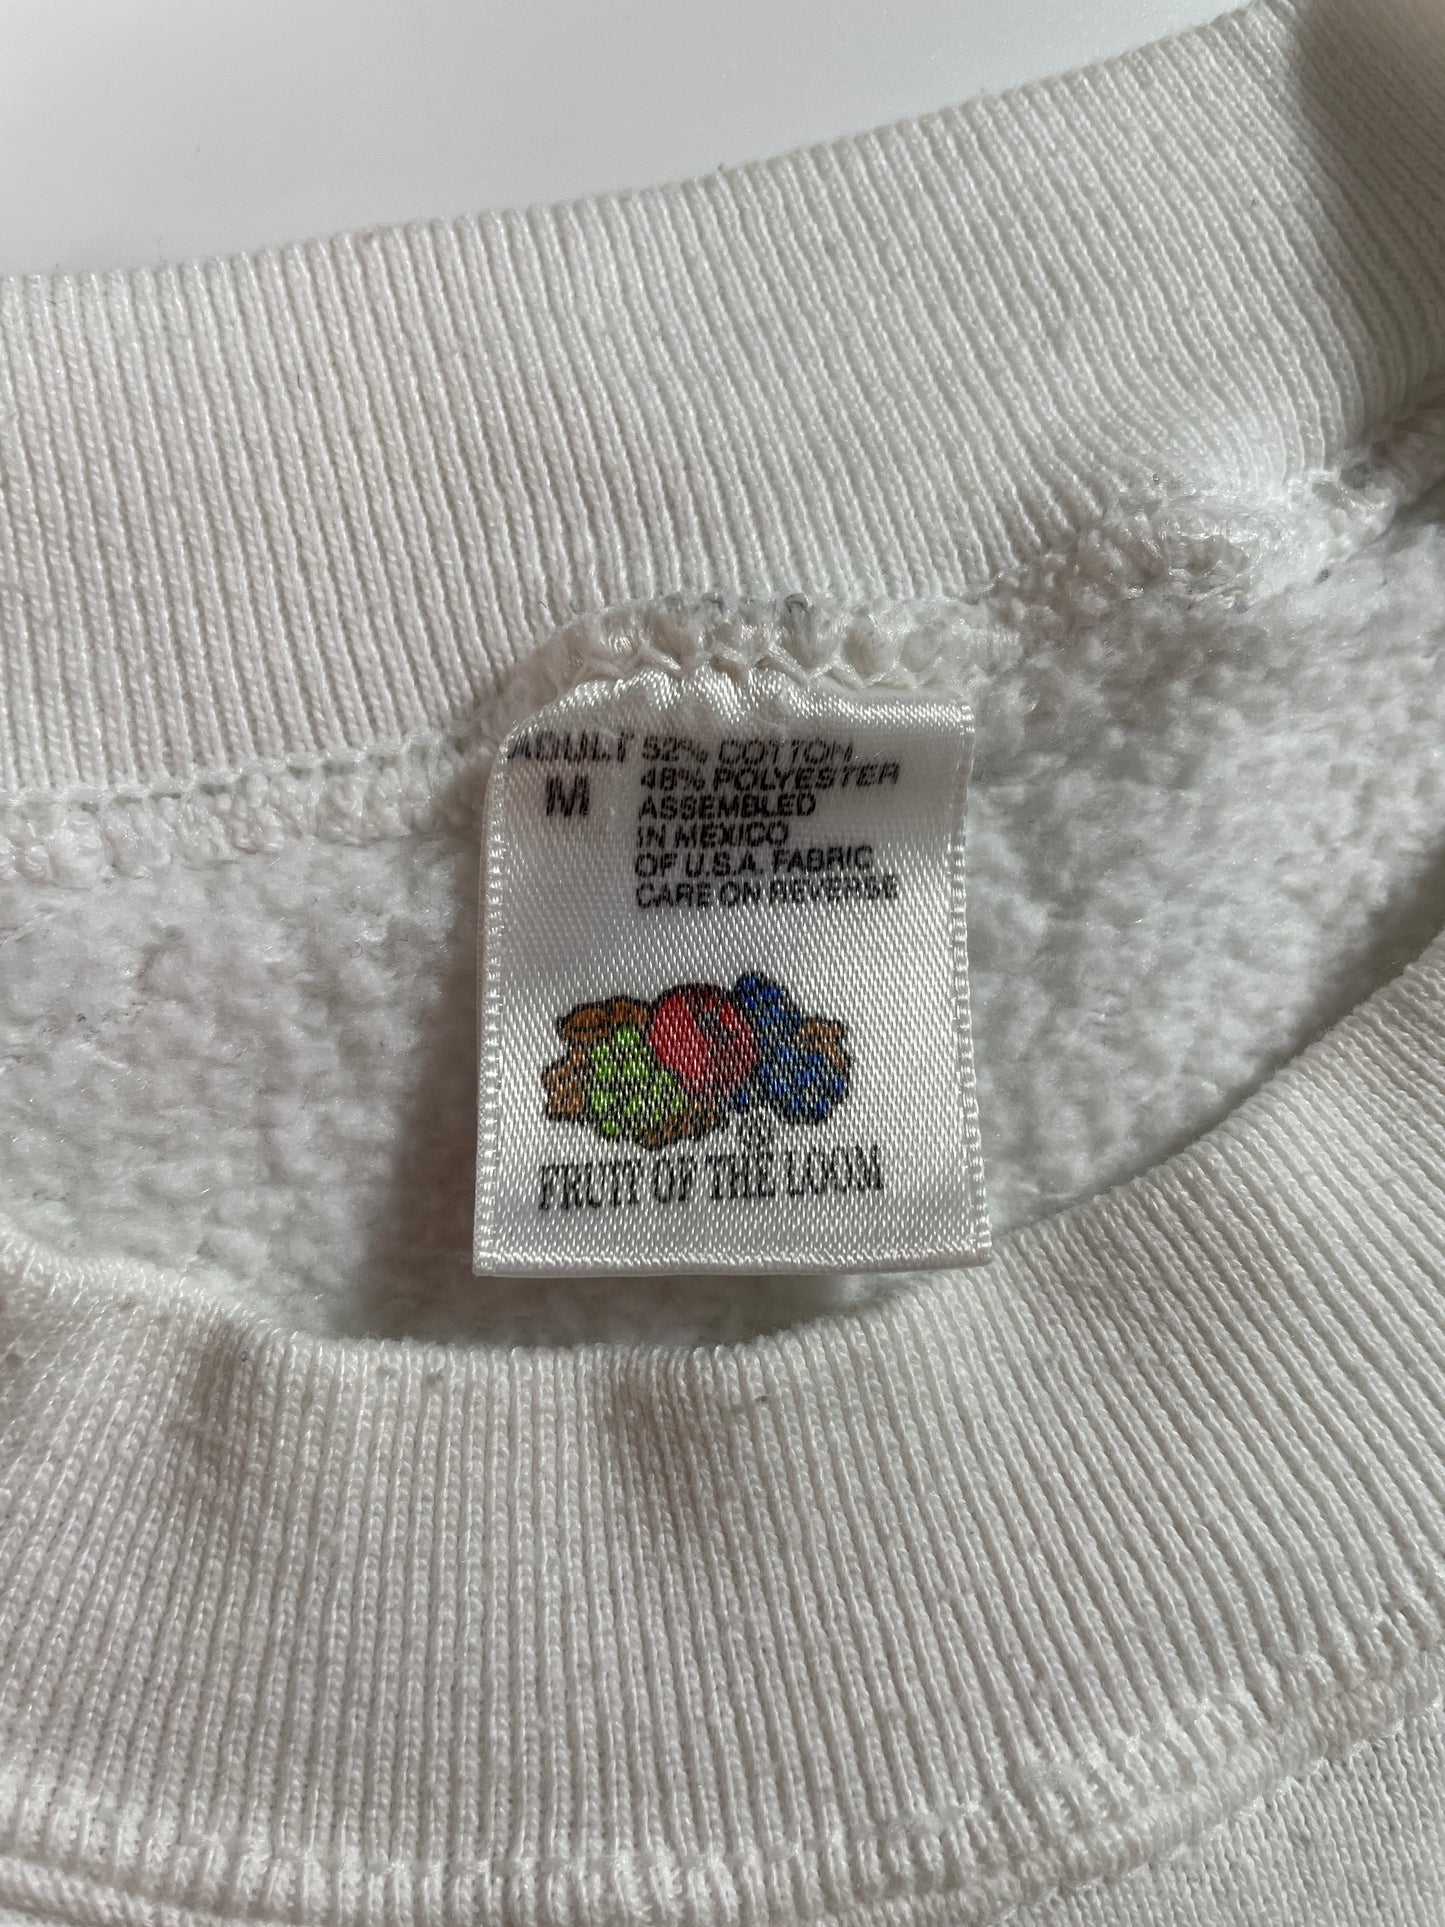 ADULT 52% COTTON
M 48% POLYESTER
ASSEMBLED
IN MEXICO
OF U.S.A. FABRIC
CARE ON REVERSE
®
FRUIT OF THE LOOM